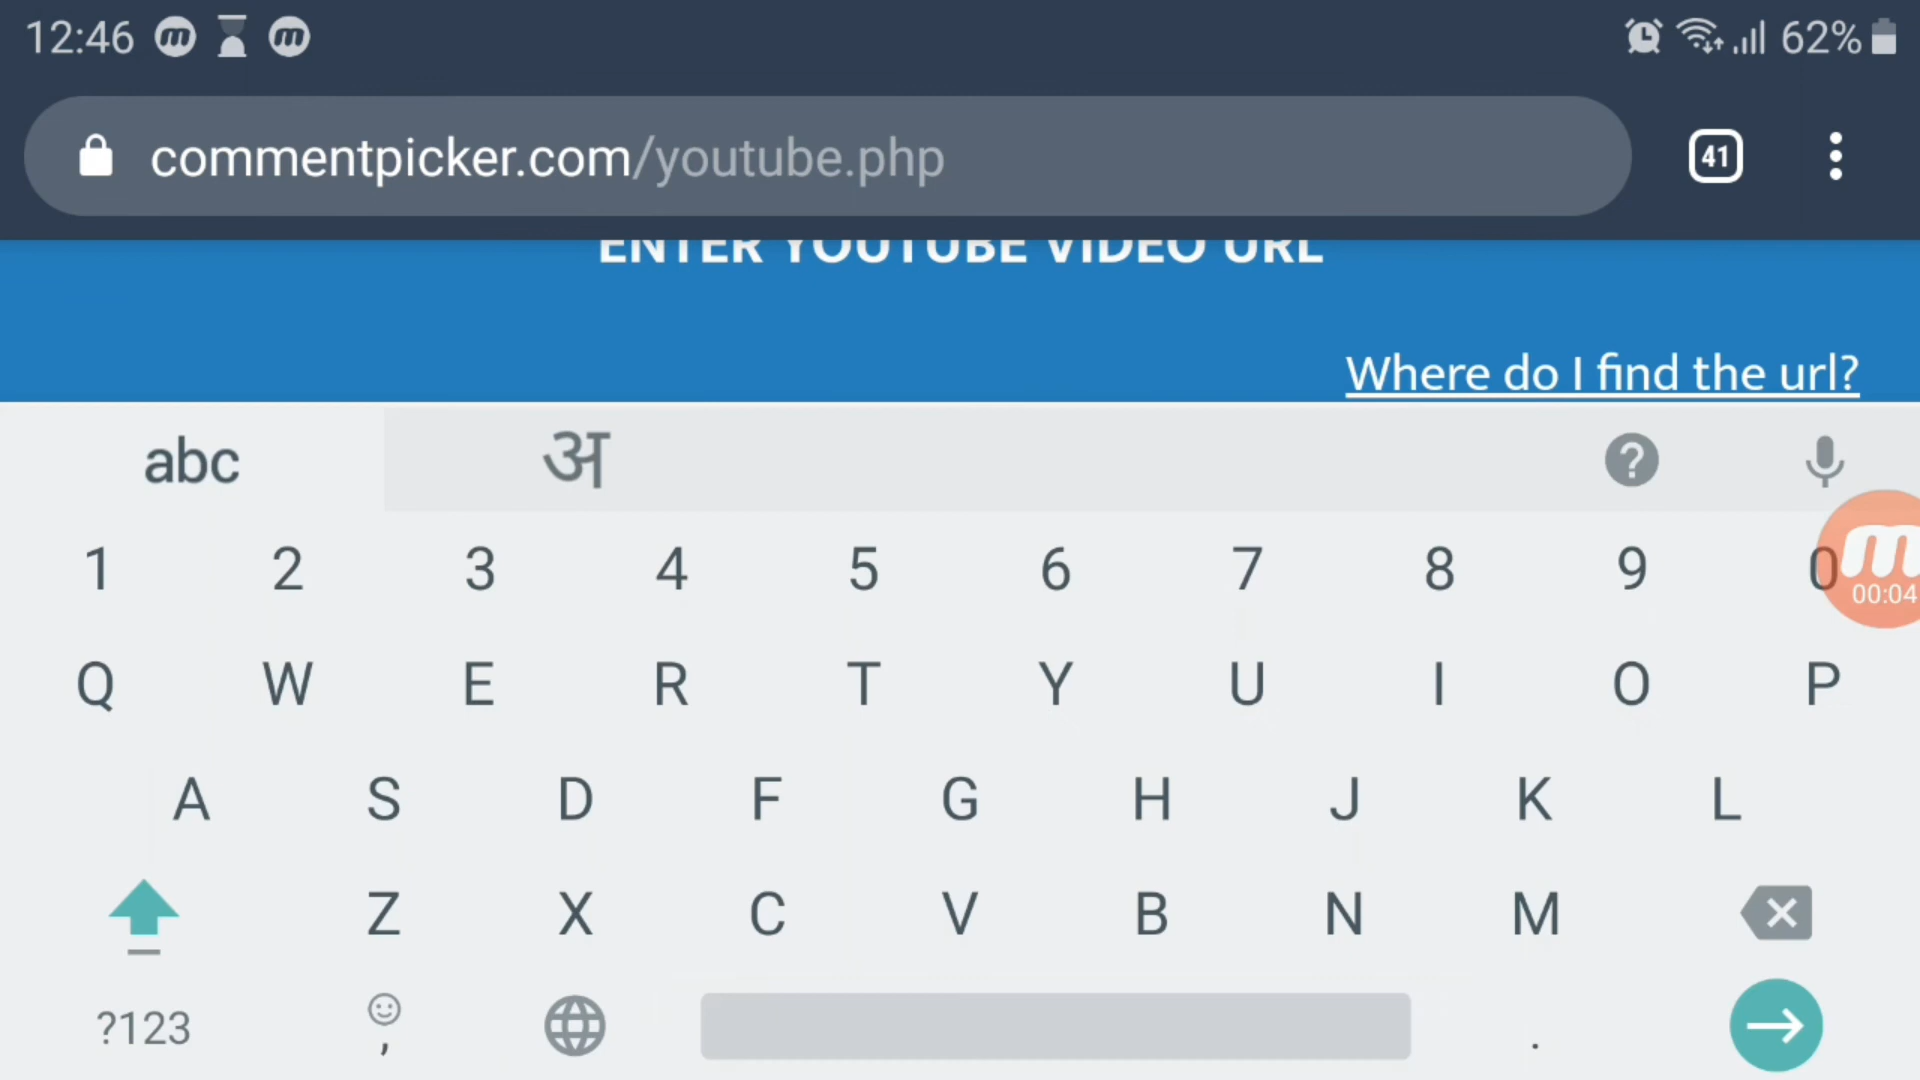 12:46 62%
commentpicker.com/youtube.php 41
ENTER YOUTUBE VIDEO URL
Where do I find the url?
abc अ ?
1 2 3 4 5 6 7 8 9 0
00:04
Q W E R T Y U I O P
A S D F G H J K L
Z X C V B N M
?123 , .